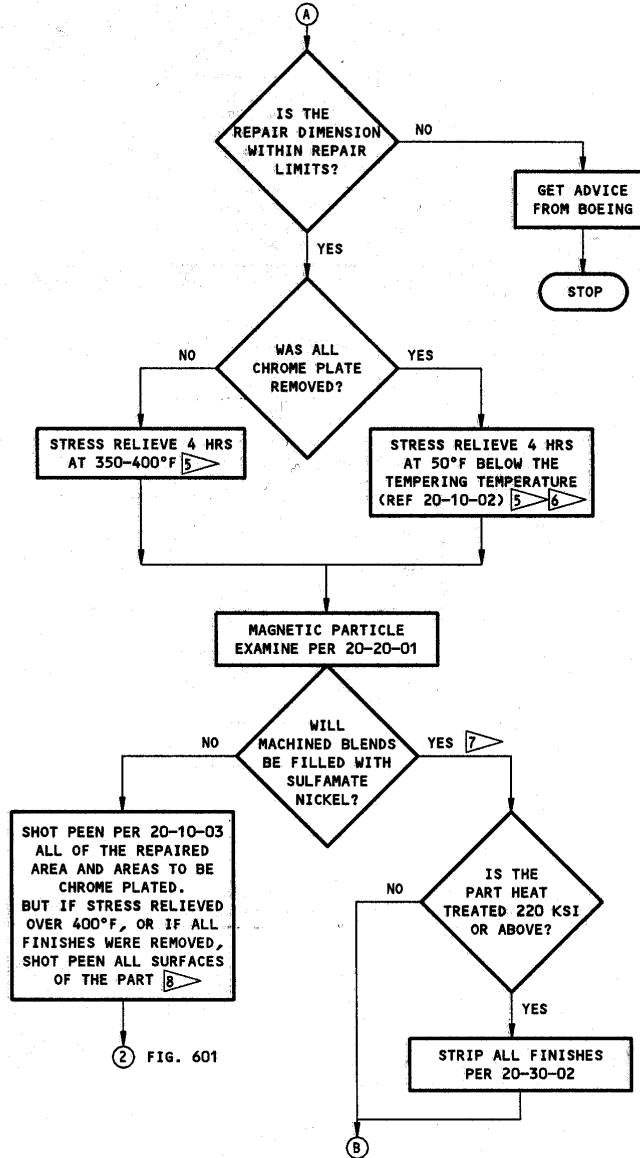 A
IS THE
REPAIR DIMENSION
WITHIN REPAIR
LIMITS?
NO
GET ADVICE
FROM BOEING
STOP
YES
WAS ALL
CHROME PLATE
REMOVED?
NO
YES
STRESS RELIEVE 4 HRS
AT 350-400°F 5
STRESS RELIEVE 4 HRS
AT 50°F BELOW THE
TEMPERING TEMPERATURE
(REF 20-10-02) 5 6
MAGNETIC PARTICLE
EXAMINE PER 20-20-01
WILL
MACHINED BLENDS
BE FILLED WITH
SULFAMATE
NICKEL?
NO
YES 7
SHOT PEEN PER 20-10-03
ALL OF THE REPAIRED
AREA AND AREAS TO BE
CHROME PLATED.
BUT IF STRESS RELIEVED
OVER 400°F, OR IF ALL
FINISHES WERE REMOVED,
SHOT PEEN ALL SURFACES
OF THE PART 8
2 FIG. 601
IS THE
PART HEAT
TREATED 220 KSI
OR ABOVE?
NO
YES
STRIP ALL FINISHES
PER 20-30-02
B